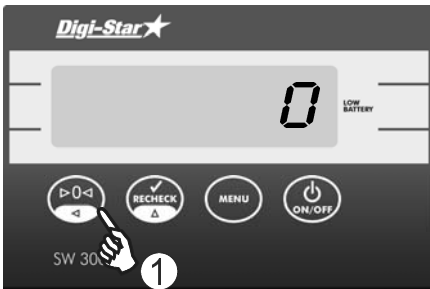 Digi-Star
0
LOW
BATTERY
▷0◁
RECHECK
MENU
ON/OFF
SW 30
1